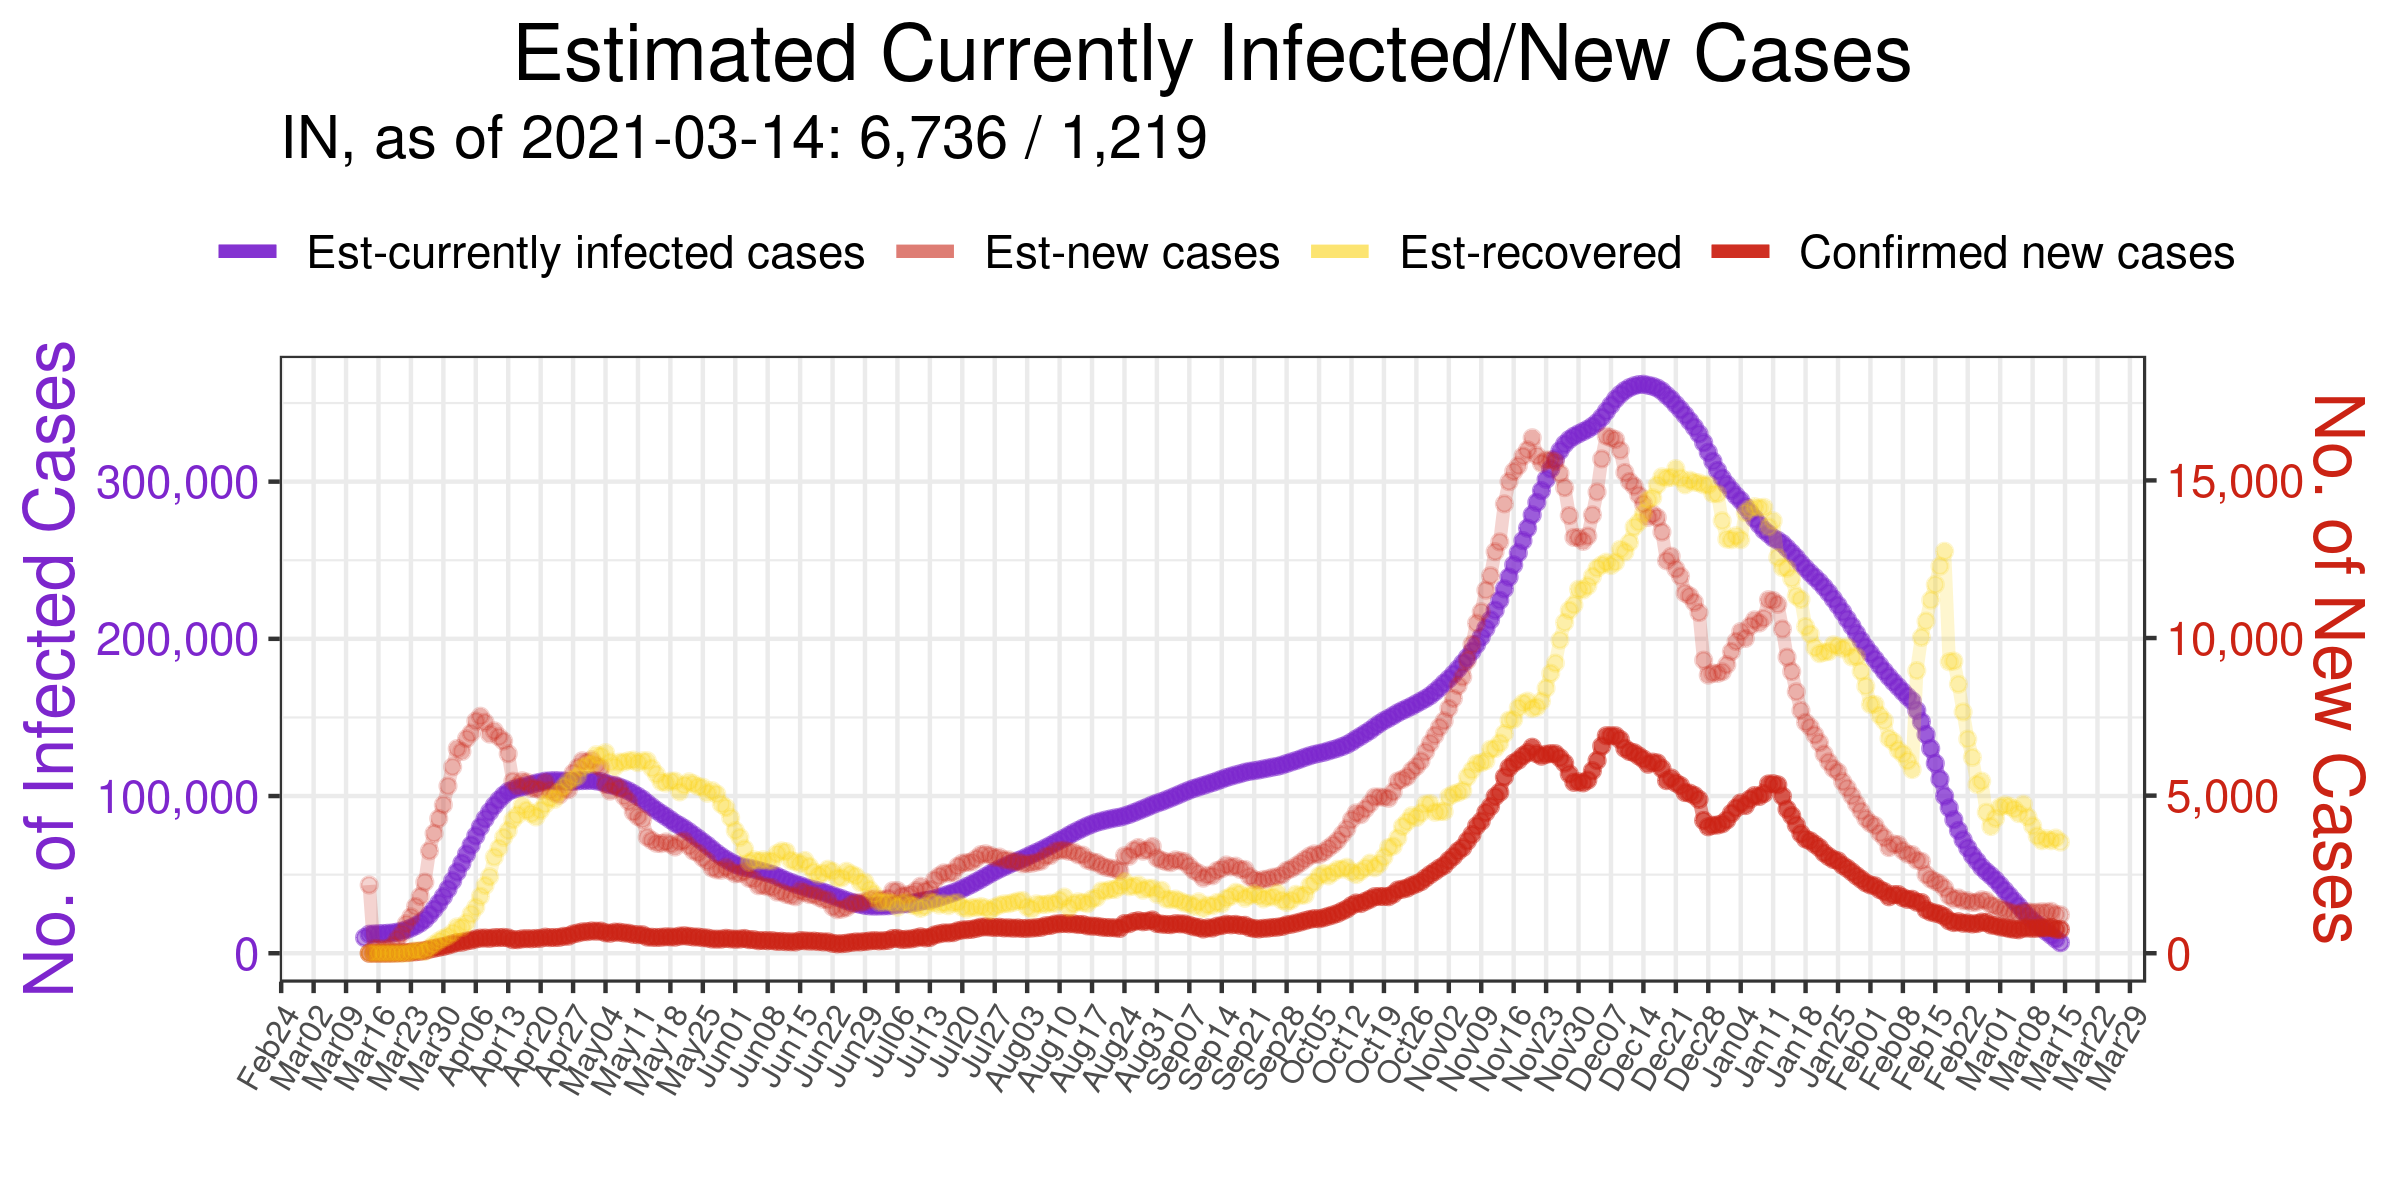 Estimated Currently Infected/New Cases
IN, as of 2021-03-14: 6,736 / 1,219
Est-currently infected cases Est-new cases Est-recovered Confirmed new cases
No. of Infected Cases
300,000
200,000
100,000
0
15,000
10,000
5,000
0
No. of New Cases
Feb24 Mar02 Mar09 Mar16 Mar23 Mar30 Apr06 Apr13 Apr20 Apr27 May04 May11 May18 May25 Jun01 Jun08 Jun15 Jun22 Jun29 Jul06 Jul13 Jul20 Jul27 Aug03 Aug10 Aug17 Aug24 Aug31 Sep07 Sep14 Sep21 Sep28 Oct05 Oct12 Oct19 Oct26 Nov02 Nov09 Nov16 Nov23 Nov30 Dec07 Dec14 Dec21 Dec28 Jan04 Jan11 Jan18 Jan25 Feb01 Feb08 Feb15 Feb22 Mar01 Mar08 Mar15 Mar22 Mar29